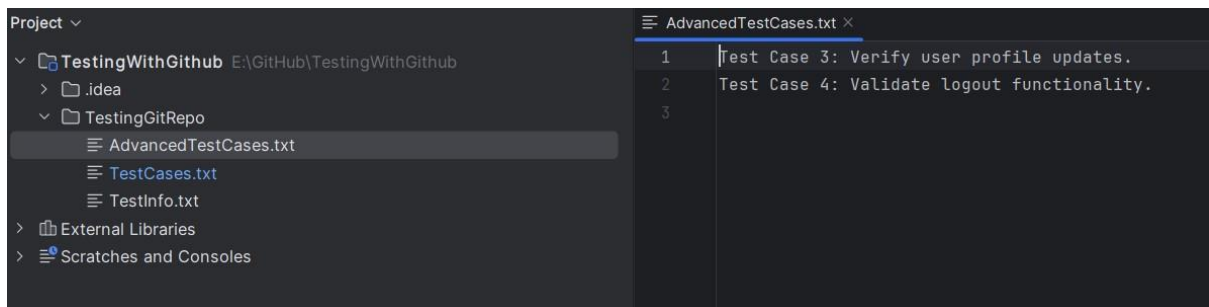 Project
TestingWithGithub E:\GitHub\TestingWithGithub
.idea
TestingGitRepo
AdvancedTestCases.txt
TestCases.txt
TestInfo.txt
External Libraries
Scratches and Consoles
AdvancedTestCases.txt
1 Test Case 3: Verify user profile updates.
2 Test Case 4: Validate logout functionality.
3